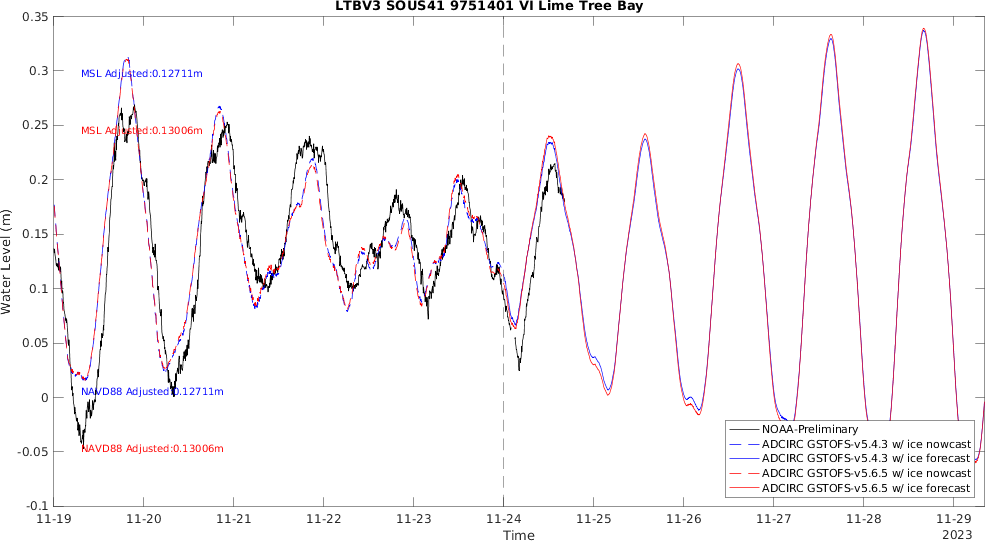 LTBV3 SOUS41 9751401 VI Lime Tree Bay
0.35
0.3
0.25
0.2
0.15
0.1
0.05
0
-0.05
-0.1
Water Level (m)
MSL Adjusted:0.12711m
MSL Adjusted:0.13006m
NAVD88 Adjusted:0.12711m
NAVD88 Adjusted:0.13006m
NOAA-Preliminary
ADCIRC GSTOFS-v5.4.3 w/ ice nowcast
ADCIRC GSTOFS-v5.4.3 w/ ice forecast
ADCIRC GSTOFS-v5.6.5 w/ ice nowcast
ADCIRC GSTOFS-v5.6.5 w/ ice forecast
11-19 11-20 11-21 11-22 11-23 11-24 11-25 11-26 11-27 11-28 11-29
Time
2023